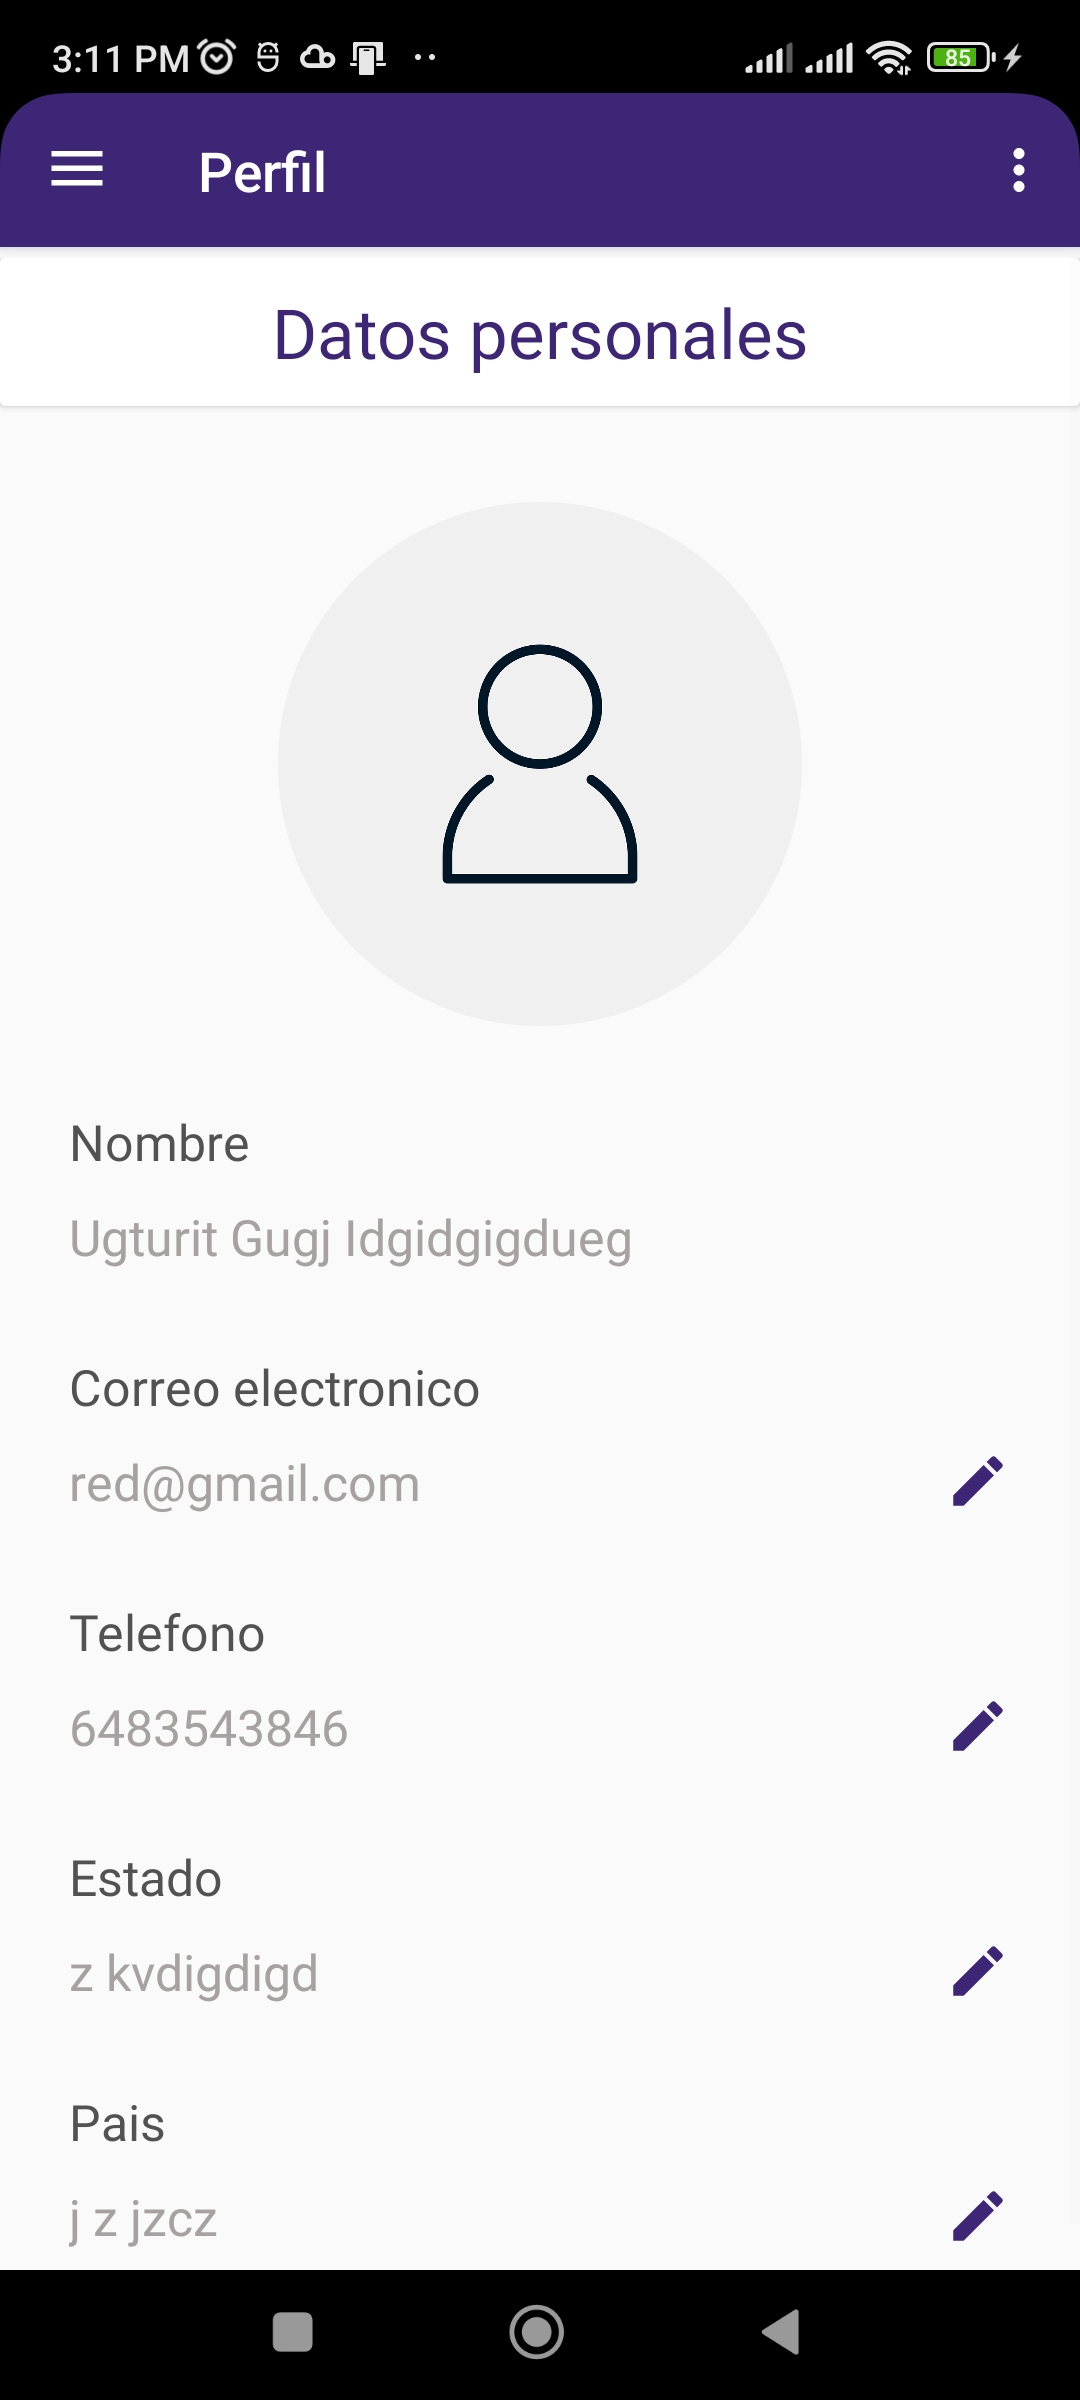 3:11 PM
85
Perfil
Datos personales
Nombre
Ugturit Gugj Idgidgigdueg
Correo electronico
red@gmail.com
Telefono
6483543846
Estado
z kvdigdigd
Pais
j z jzcz